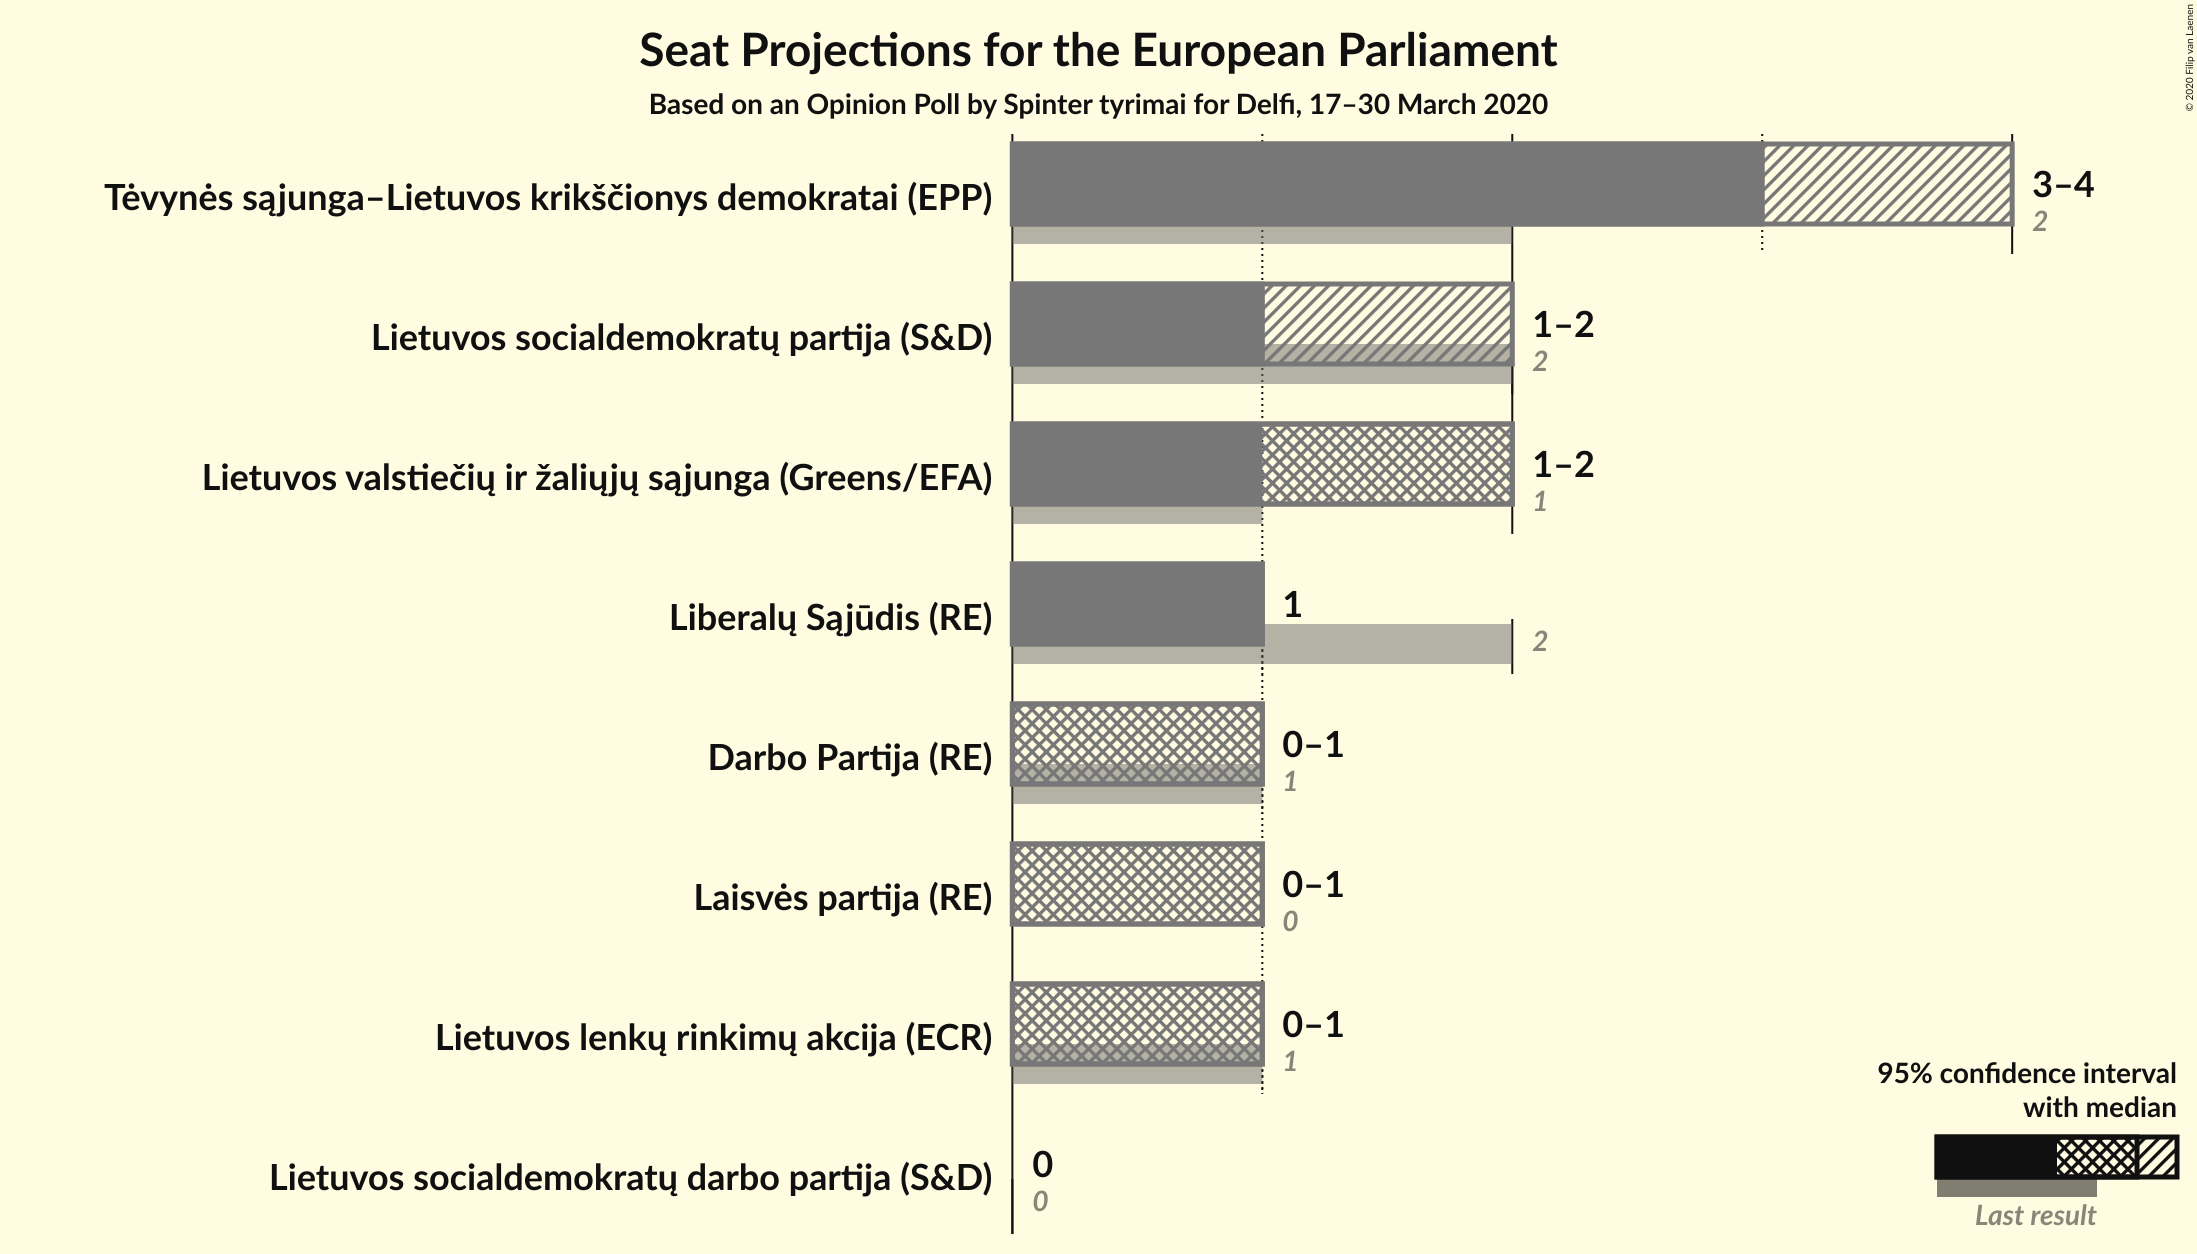 Seat Projections for the European Parliament
Based on an Opinion Poll by Spinter tyrimai for Delfi, 17–30 March 2020
© 2020 Filip van Laenen
Tėvynės sąjunga–Lietuvos krikščionys demokratai (EPP)
3–4
2
Lietuvos socialdemokratų partija (S&D)
1–2
2
Lietuvos valstiečių ir žaliųjų sąjunga (Greens/EFA)
1–2
1
Liberalų Sąjūdis (RE)
1
2
Darbo Partija (RE)
0–1
1
Laisvės partija (RE)
0–1
0
Lietuvos lenkų rinkimų akcija (ECR)
0–1
1
Lietuvos socialdemokratų darbo partija (S&D)
0
0
95% confidence interval
with median
Last result